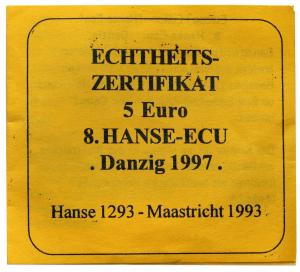 ECHTHEITS-
ZERTIFIKAT
5 Euro
8. HANSE-ECU
. Danzig 1997 .
Hanse 1293 - Maastricht 1993